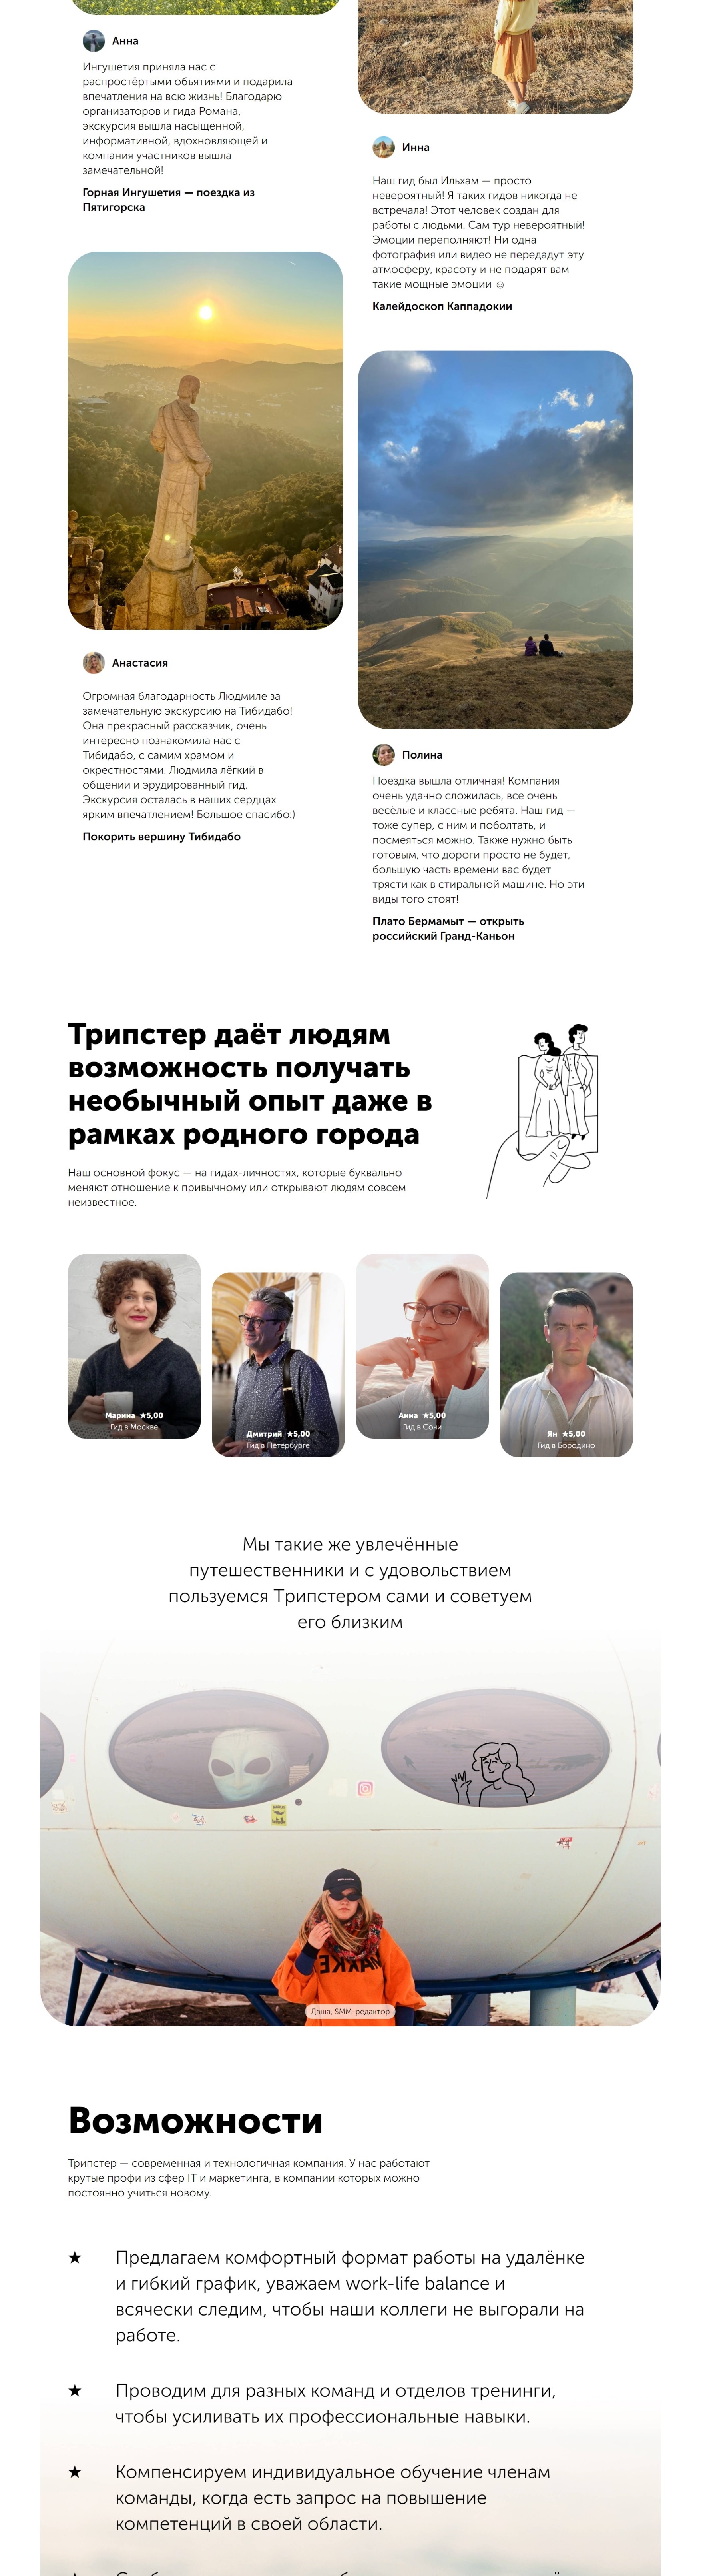 Анна
Ингушетия приняла нас с
распростёртыми объятиями и подарила
впечатления на всю жизнь! Благодарю
организаторов и гида Романа,
экскурсия вышла насыщенной,
информативной, вдохновляющей и
компания участников вышла
замечательной!
Горная Ингушетия — поездка из
Пятигорска
Инна
Наш гид был Ильхам — просто
невероятный! Я таких гидов никогда не
встречала! Этот человек создан для
работы с людьми. Сам тур невероятный!
Эмоции переполняют! Ни одна
фотография или видео не передадут эту
атмосферу, красоту и не подарят вам
такие мощные эмоции ☺
Калейдоскоп Каппадокии
Анастасия
Огромная благодарность Людмиле за
замечательную экскурсию на Тибидабо!
Она прекрасный рассказчик, очень
интересно познакомила нас с
Тибидабо, с самим храмом и
окрестностями. Людмила лёгкий в
общении и эрудированный гид.
Экскурсия осталась в наших сердцах
ярким впечатлением! Большое спасибо:)
Покорить вершину Тибидабо
Полина
Поездка вышла отличная! Компания
очень удачно сложилась, все очень
весёлые и классные ребята. Наш гид —
тоже супер, с ним и поболтать, и
посмеяться можно. Также нужно быть
готовым, что дороги просто не будет,
большую часть времени вас будет
трясти как в стиральной машине. Но эти
виды того стоят!
Плато Бермамыт — открыть
российский Гранд-Каньон
Трипстер даёт людям
возможность получать
необычный опыт даже в
рамках родного города
Наш основной фокус — на гидах-личностях, которые буквально
меняют отношение к привычному или открывают людям совсем
неизвестное.
Марина ★5,00
Гид в Москве
Дмитрий ★5,00
Гид в Петербурге
Анна ★5,00
Гид в Сочи
Ян ★5,00
Гид в Бородино
Мы такие же увлечённые
путешественники и с удовольствием
пользуемся Трипстером сами и советуем
его близким
Даша, SMM-редактор
Возможности
Трипстер — современная и технологичная компания. У нас работают
крутые профи из сфер IT и маркетинга, в компании которых можно
постоянно учиться новому.
★ Предлагаем комфортный формат работы на удалёнке
и гибкий график, уважаем work-life balance и
всячески следим, чтобы наши коллеги не выгорали на
работе.
★ Проводим для разных команд и отделов тренинги,
чтобы усиливать их профессиональные навыки.
★ Компенсируем индивидуальное обучение членам
команды, когда есть запрос на повышение
компетенций в своей области.